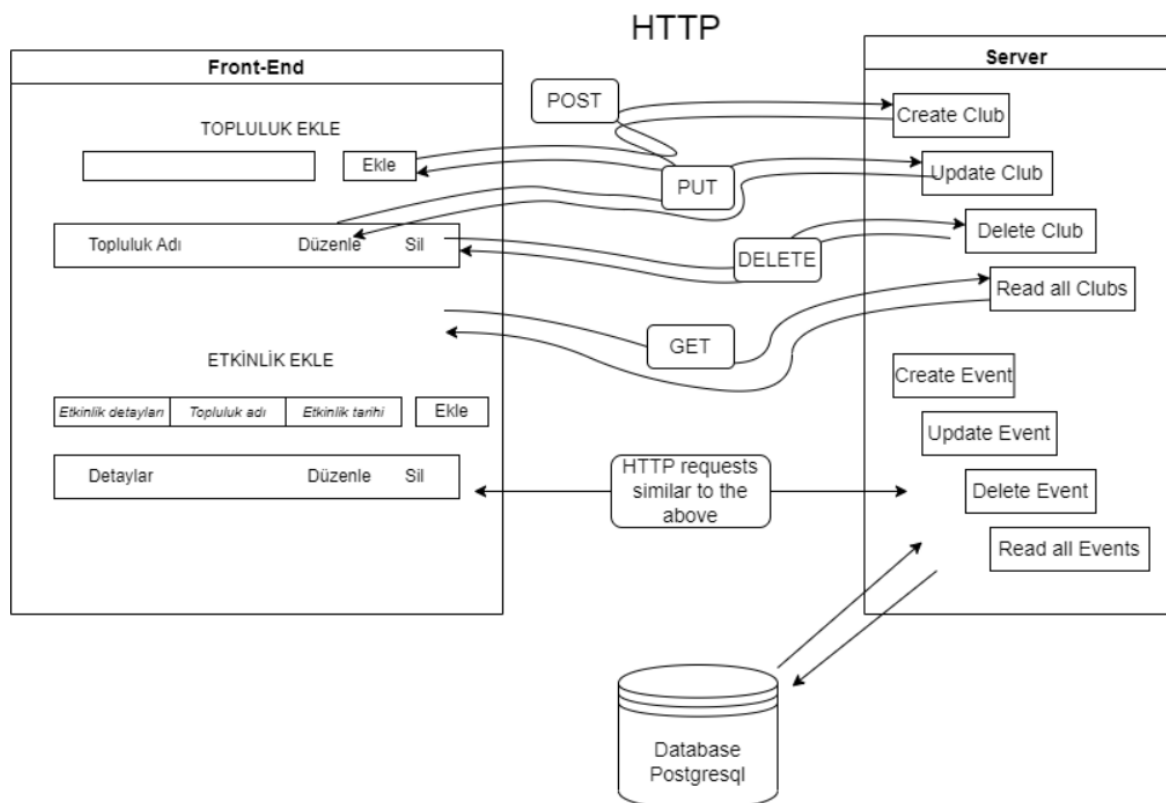 HTTP
Front-End
TOPLULUK EKLE
Ekle
Topluluk Adı Düzenle Sil
ETKİNLİK EKLE
Etkinlik detayları Topluluk adı Etkinlik tarihi Ekle
Detaylar Düzenle Sil
POST
PUT
DELETE
GET
HTTP requests
similar to the
above
Server
Create Club
Update Club
Delete Club
Read all Clubs
Create Event
Update Event
Delete Event
Read all Events
Database
Postgresql